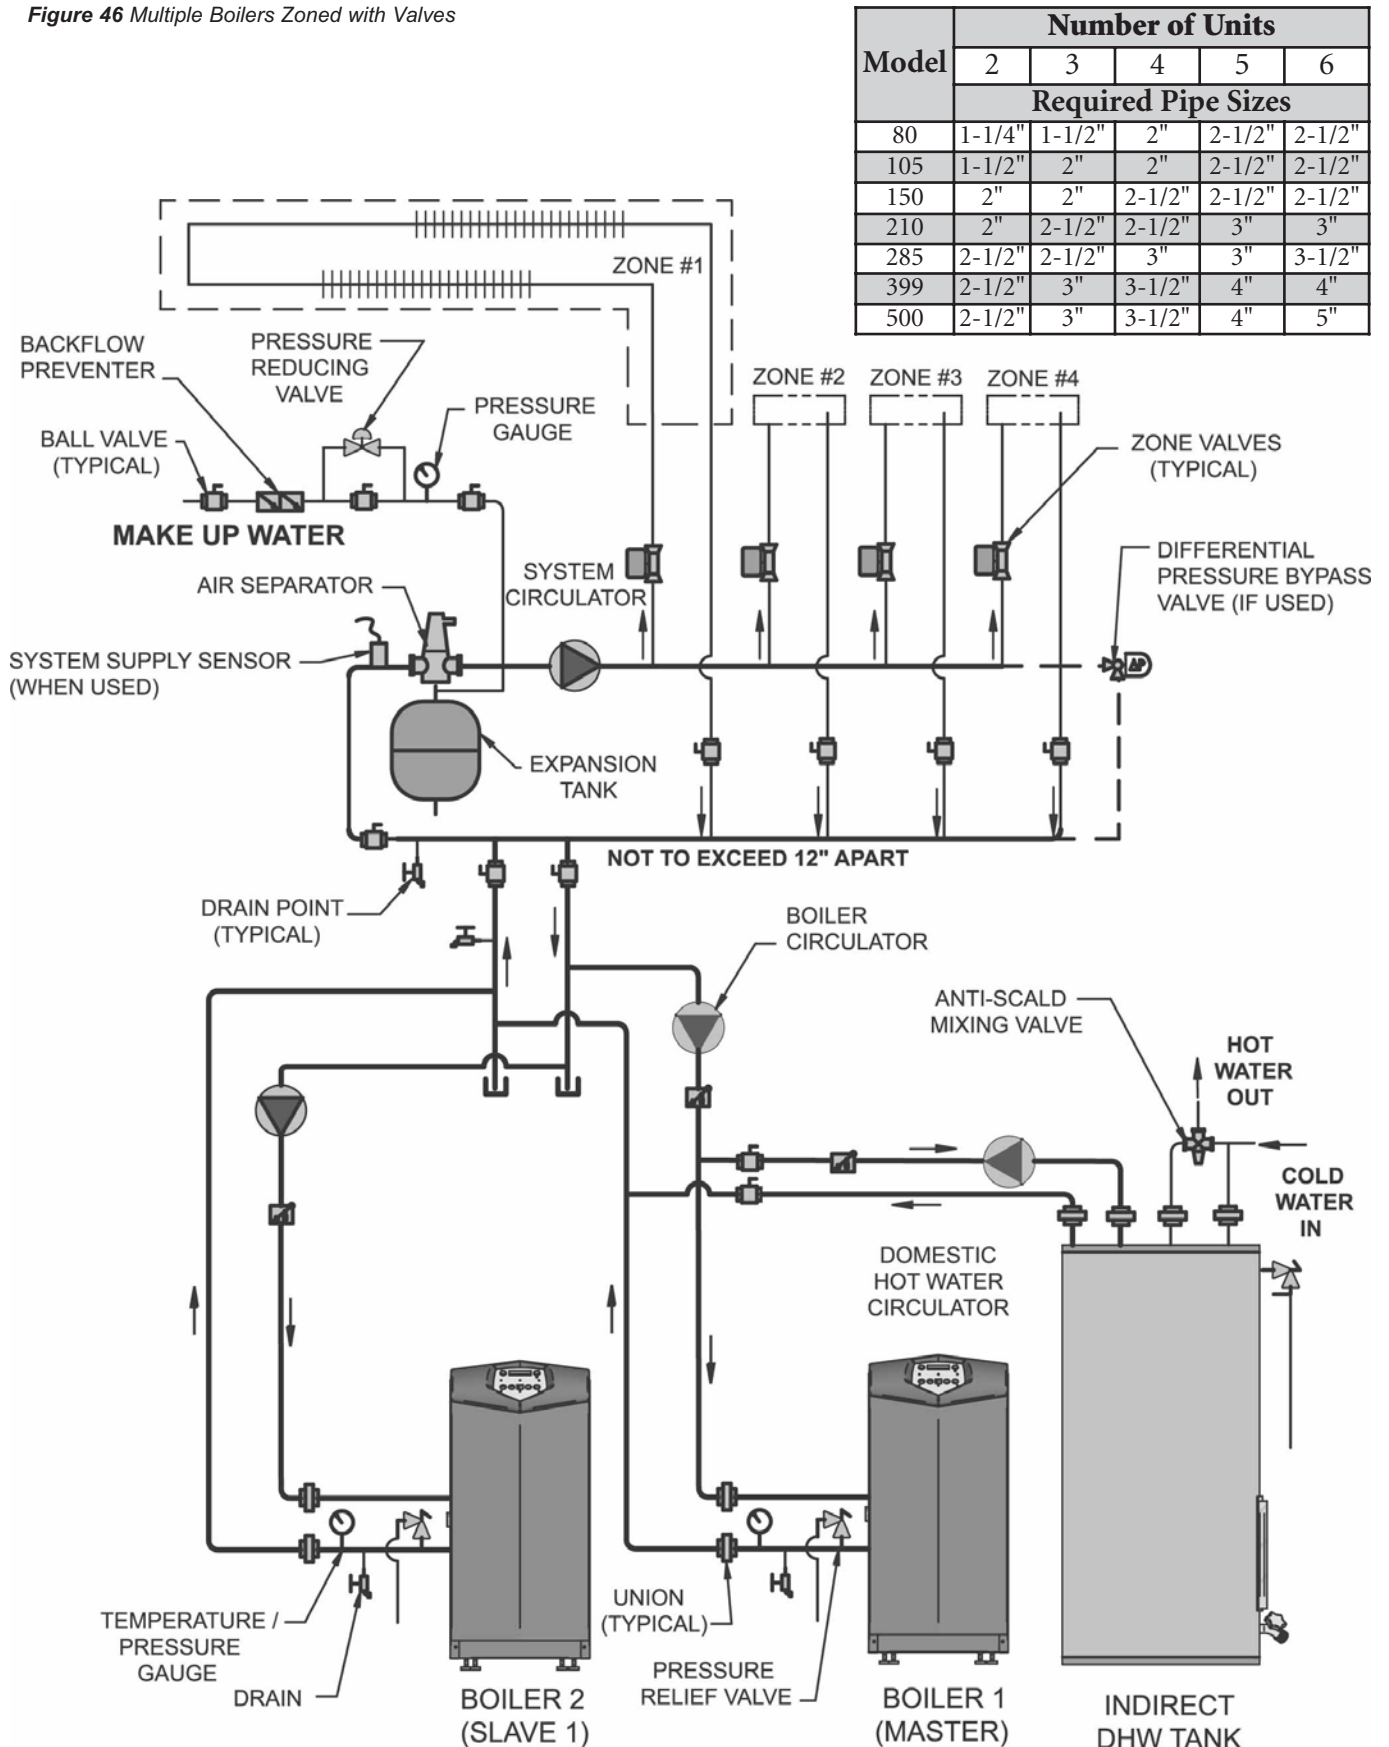 Figure 46 Multiple Boilers Zoned with Valves
Model
Number of Units
2 3 4 5 6
Required Pipe Sizes
80 1-1/4" 1-1/2" 2" 2-1/2" 2-1/2"
105 1-1/2" 2" 2" 2-1/2" 2-1/2"
150 2" 2" 2-1/2" 2-1/2" 2-1/2"
210 2" 2-1/2" 2-1/2" 3" 3"
285 2-1/2" 2-1/2" 3" 3" 3-1/2"
399 2-1/2" 3" 3-1/2" 4" 4"
500 2-1/2" 3" 3-1/2" 4" 5"
ZONE #1
BACKFLOW
PREVENTER
PRESSURE
REDUCING
VALVE
PRESSURE
GAUGE
BALL VALVE
(TYPICAL)
MAKE UP WATER
ZONE #2
ZONE #3
ZONE #4
ZONE VALVES
(TYPICAL)
AIR SEPARATOR
SYSTEM
CIRCULATOR
DIFFERENTIAL
PRESSURE BYPASS
VALVE (IF USED)
ΔP
SYSTEM SUPPLY SENSOR
(WHEN USED)
EXPANSION
TANK
NOT TO EXCEED 12" APART
DRAIN POINT
(TYPICAL)
BOILER
CIRCULATOR
ANTI-SCALD
MIXING VALVE
HOT
WATER
OUT
COLD
WATER
IN
DOMESTIC
HOT WATER
CIRCULATOR
TEMPERATURE /
PRESSURE
GAUGE
DRAIN
UNION
(TYPICAL)
PRESSURE
RELIEF VALVE
BOILER 2
(SLAVE 1)
BOILER 1
(MASTER)
INDIRECT
DHW TANK